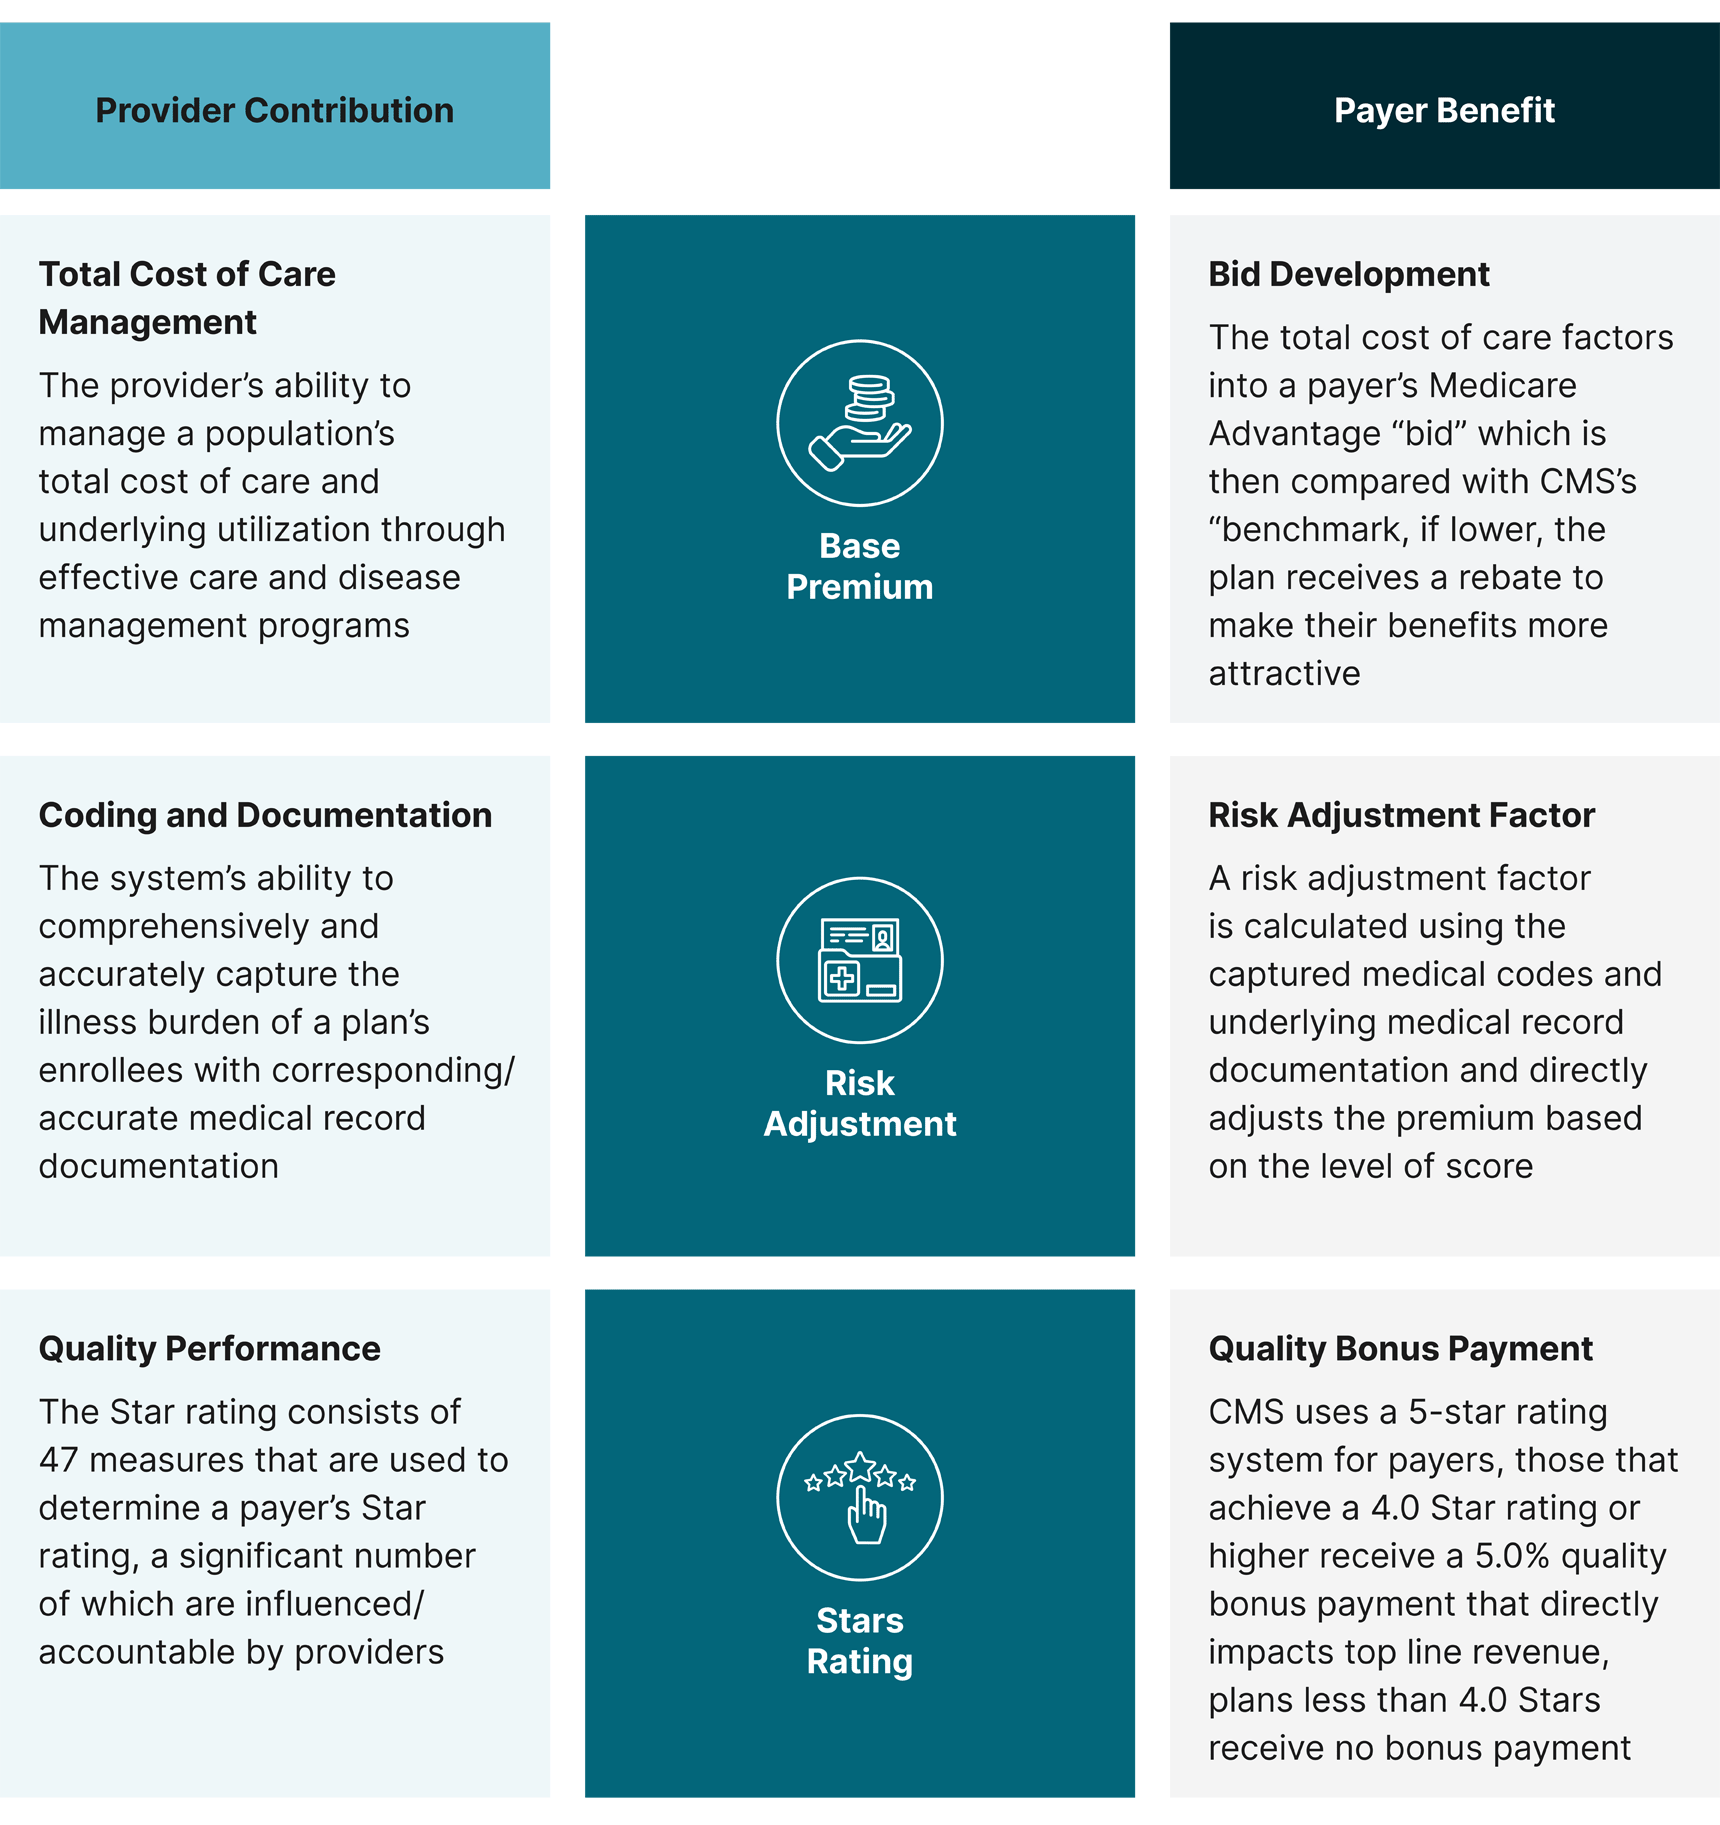 Provider Contribution
Payer Benefit
Total Cost of Care
Management
The provider’s ability to
manage a population’s
total cost of care and
underlying utilization through
effective care and disease
management programs
Base
Premium
Bid Development
The total cost of care factors
into a payer’s Medicare
Advantage “bid” which is
then compared with CMS’s
“benchmark, if lower, the
plan receives a rebate to
make their benefits more
attractive
Coding and Documentation
The system’s ability to
comprehensively and
accurately capture the
illness burden of a plan’s
enrollees with corresponding/
accurate medical record
documentation
Risk
Adjustment
Risk Adjustment Factor
A risk adjustment factor
is calculated using the
captured medical codes and
underlying medical record
documentation and directly
adjusts the premium based
on the level of score
Quality Performance
The Star rating consists of
47 measures that are used to
determine a payer’s Star
rating, a significant number
of which are influenced/
accountable by providers
Stars
Rating
Quality Bonus Payment
CMS uses a 5-star rating
system for payers, those that
achieve a 4.0 Star rating or
higher receive a 5.0% quality
bonus payment that directly
impacts top line revenue,
plans less than 4.0 Stars
receive no bonus payment